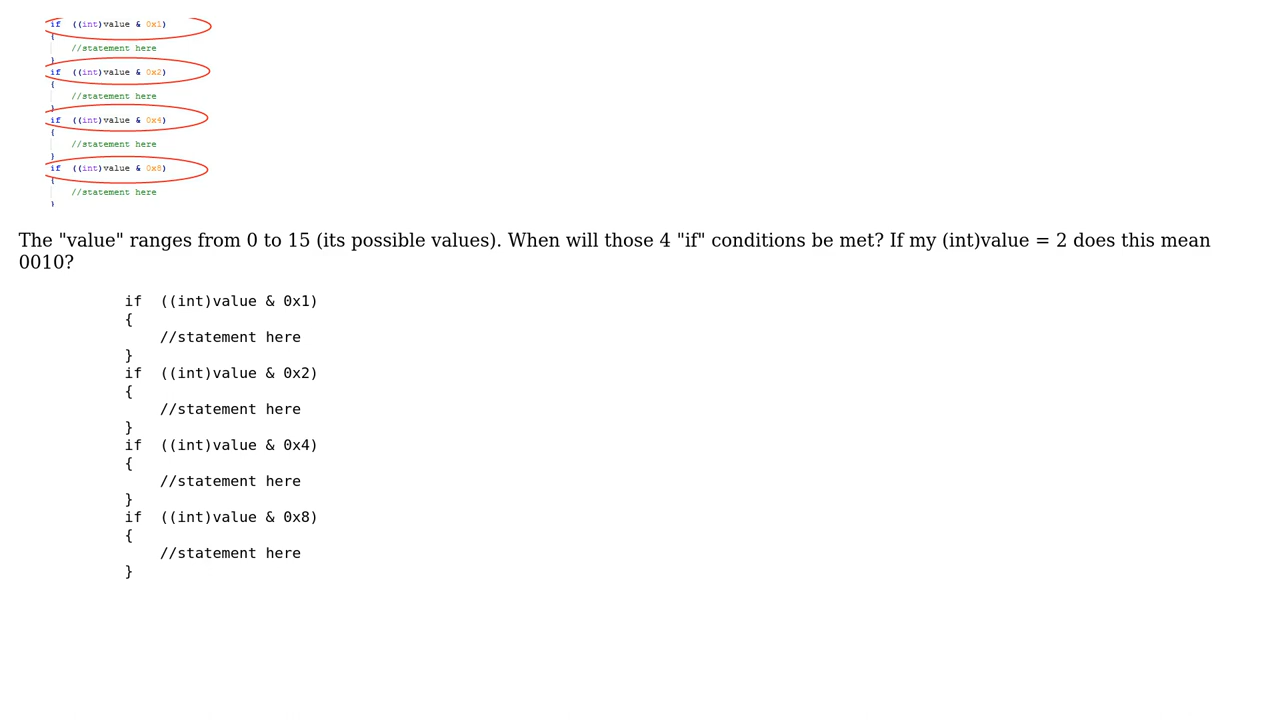 if  ((int)value & 0x1)
{
    //statement here
}
if  ((int)value & 0x2)
{
    //statement here
}
if  ((int)value & 0x4)
{
    //statement here
}
if  ((int)value & 0x8)
{
    //statement here
}
The "value" ranges from 0 to 15 (its possible values). When will those 4 "if" conditions be met? If my (int)value = 2 does this mean
0010?
if  ((int)value & 0x1)
{
    //statement here
}
if  ((int)value & 0x2)
{
    //statement here
}
if  ((int)value & 0x4)
{
    //statement here
}
if  ((int)value & 0x8)
{
    //statement here
}